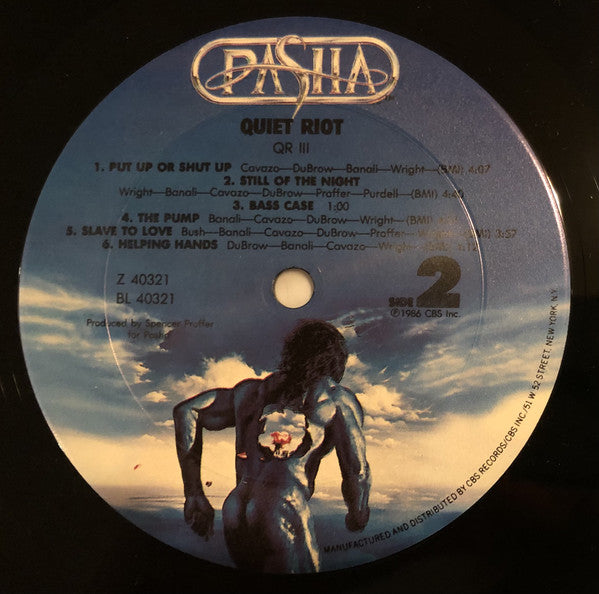 PASHA
QUIET RIOT
QR III
1. PUT UP OR SHUT UP Cavazo—DuBrow—Banali—Wright—(BMI) 4:07
2. STILL OF THE NIGHT
Wright—Banali—Cavazo—DuBrow—Proffer—Purdell—(BMI)
3. BASS CASE 1:00
4. THE PUMP Banali—Cavazo—DuBrow—Wright—(BMI)
5. SLAVE TO LOVE Bush—Banali—Cavazo—DuBrow—Proffer— 3:57
6. HELPING HANDS DuBrow—Banali—Cavazo—Wright—
Z 40321
BL 40321
SIDE 2
℗1986 CBS Inc.
Produced by Spencer Proffer
for Pasha
MANUFACTURED AND DISTRIBUTED BY CBS RECORDS/CBS INC./51 W. 52 STREET, NEW YORK, N.Y.